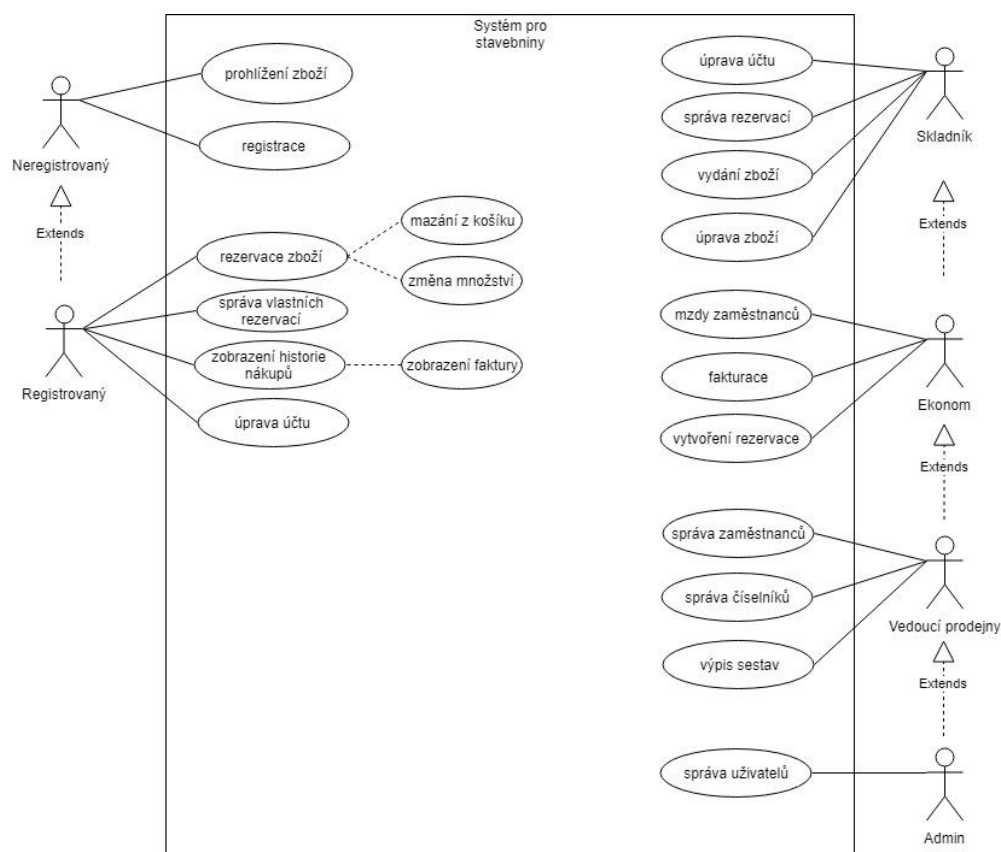 Systém pro
stavebniny
prohlížení zboží
registrace
Neregistrovaný
Extends
rezervace zboží
mazání z košíku
změna množství
správa vlastních
rezervací
zobrazení historie
nákupů
zobrazení faktury
úprava účtu
Registrovaný
úprava účtu
správa rezervací
vydání zboží
úprava zboží
Skladník
Extends
mzdy zaměstnanců
fakturace
vytvoření rezervace
Ekonom
Extends
správa zaměstnanců
správa číselníků
výpis sestav
Vedoucí prodejny
Extends
správa uživatelů
Admin